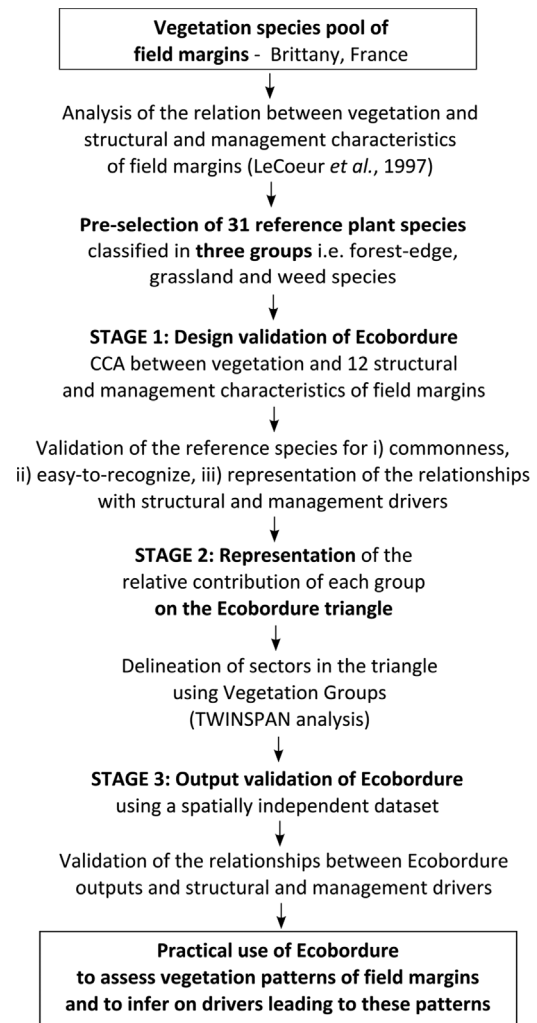 Vegetation species pool of
field margins - Brittany, France
Analysis of the relation between vegetation and
structural and management characteristics
of field margins (LeCoeur et al., 1997)
Pre-selection of 31 reference plant species
classified in three groups i.e. forest-edge,
grassland and weed species
STAGE 1: Design validation of Ecobordure
CCA between vegetation and 12 structural
and management characteristics of field margins
Validation of the reference species for i) commonness,
ii) easy-to-recognize, iii) representation of the relationships
with structural and management drivers
STAGE 2: Representation of the
relative contribution of each group
on the Ecobordure triangle
Delineation of sectors in the triangle
using Vegetation Groups
(TWINSPAN analysis)
STAGE 3: Output validation of Ecobordure
using a spatially independent dataset
Validation of the relationships between Ecobordure
outputs and structural and management drivers
Practical use of Ecobordure
to assess vegetation patterns of field margins
and to infer on drivers leading to these patterns